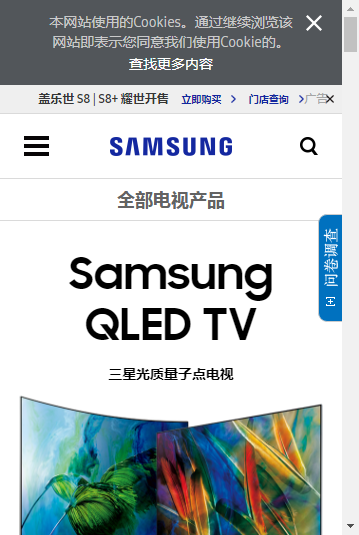 本网站使用的Cookies。通过继续浏览该
网站即表示您同意我们使用Cookie的。
查找更多内容
盖乐世 S8 | S8+ 耀世开售 立即购买 门店查询 广告
SAMSUNG
全部电视产品
问卷调查
Samsung
QLED TV
三星光质量子点电视